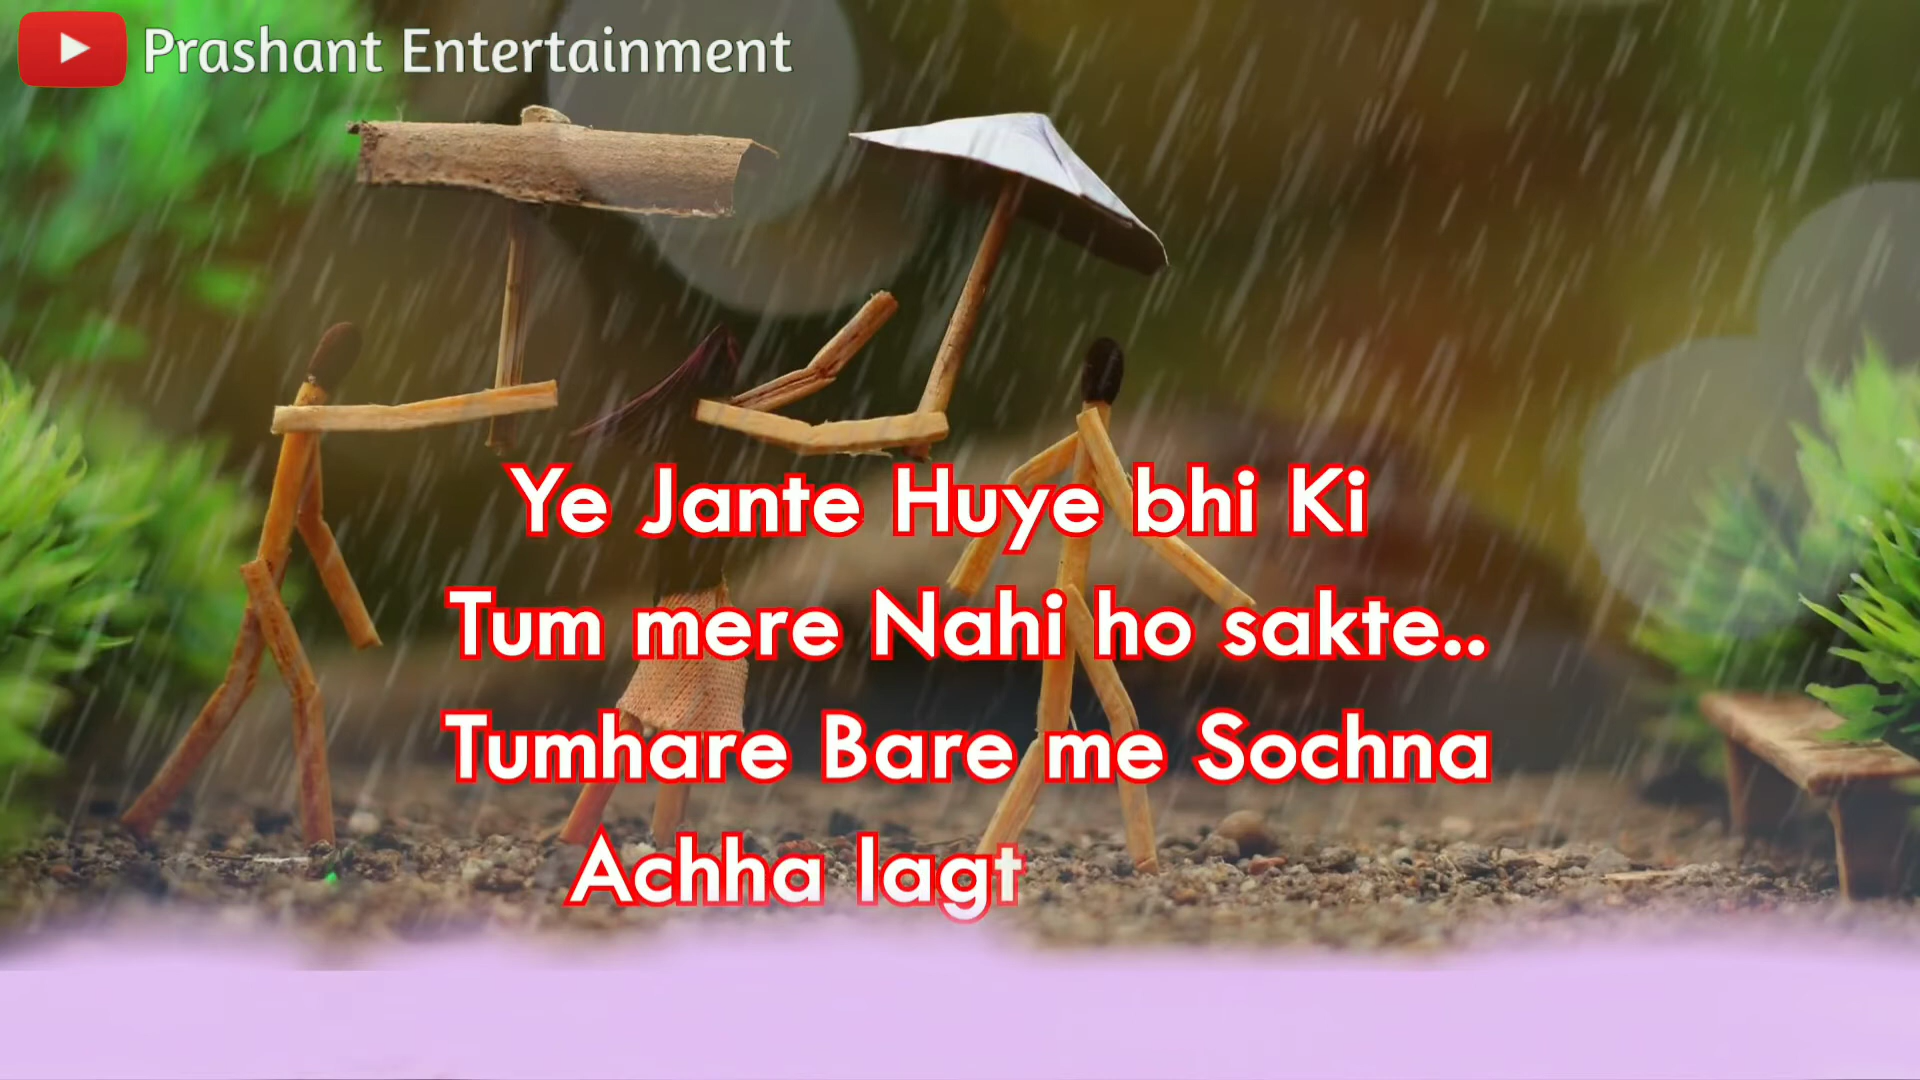 Prashant Entertainment
Ye Jante Huye bhi Ki
Tum mere Nahi ho sakte..
Tumhare Bare me Sochna
Achha lagt